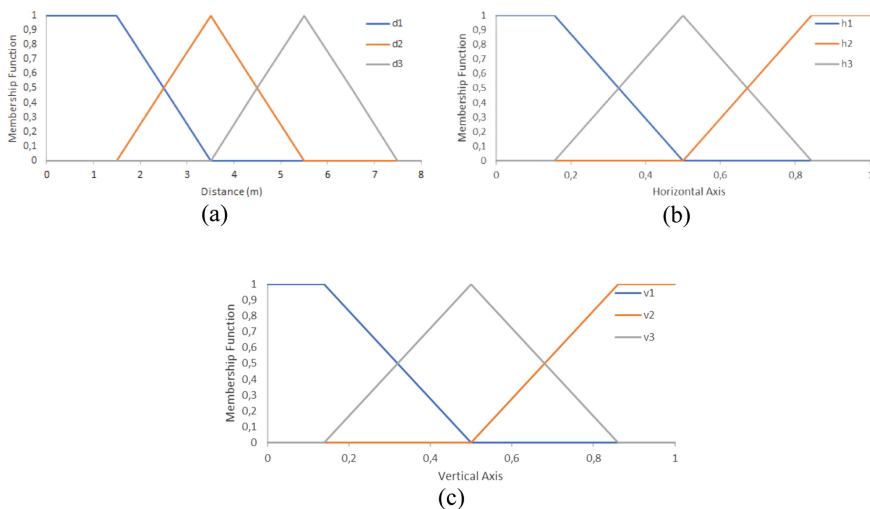 Membership Function
1
0,9
0,8
0,7
0,6
0,5
0,4
0,3
0,2
0,1
0
0 1 2 3 4 5 6 7 8
Distance (m)
d1
d2
d3
(a)
Membership Function
1
0,9
0,8
0,7
0,6
0,5
0,4
0,3
0,2
0,1
0
0 0,2 0,4 0,6 0,8 1
Horizontal Axis
h1
h2
h3
(b)
Membership Function
1
0,9
0,8
0,7
0,6
0,5
0,4
0,3
0,2
0,1
0
0 0,2 0,4 0,6 0,8 1
Vertical Axis
v1
v2
v3
(c)